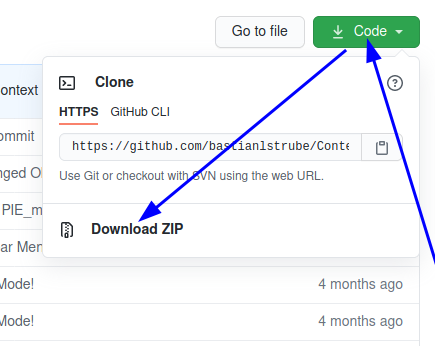 Go to file
Code
ontext
Clone
HTTPS GitHub CLI
ommit
https://github.com/bastianlstrube/Conte
nged O
Use Git or checkout with SVN using the web URL.
PIE_m
Download ZIP
ar Men
Mode! 4 months ago
Mode! 4 months ago